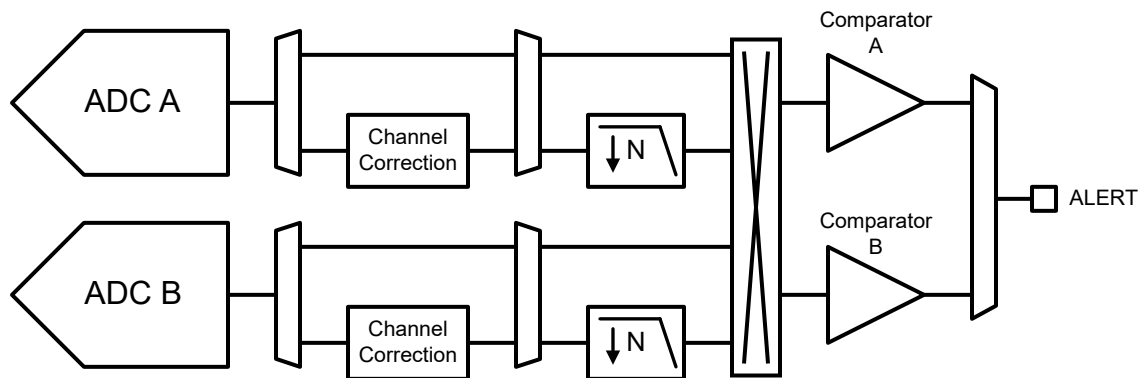 Comparator
A
ADC A
Channel
Correction
N
ALERT
Comparator
B
ADC B
Channel
Correction
N